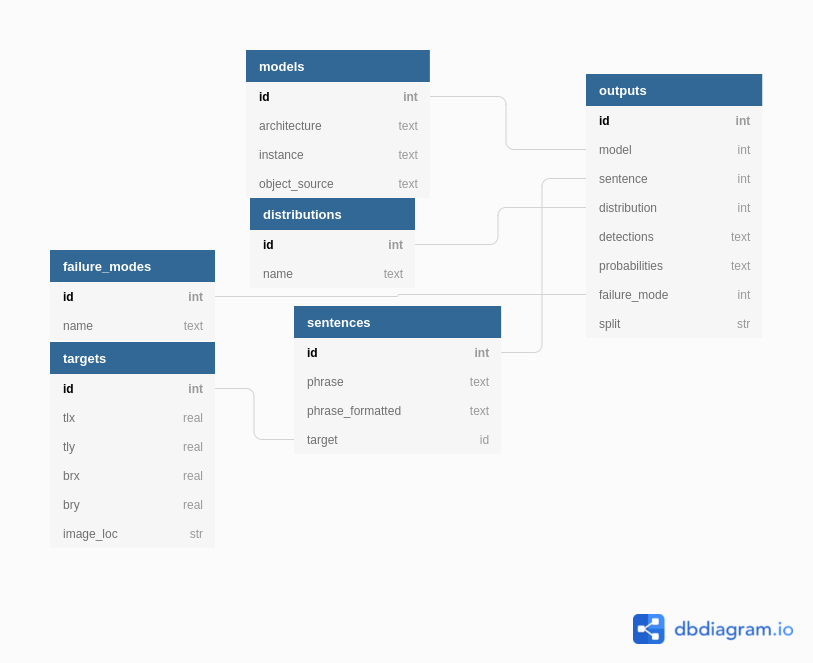 models
id int
architecture text
instance text
object_source text
distributions
id int
name text
failure_modes
id int
name text
targets
id int
tlx real
tly real
brx real
bry real
image_loc str
sentences
id int
phrase text
phrase_formatted text
target id
outputs
id int
model int
sentence int
distribution int
detections text
probabilities text
failure_mode int
split str
dbdiagram.io